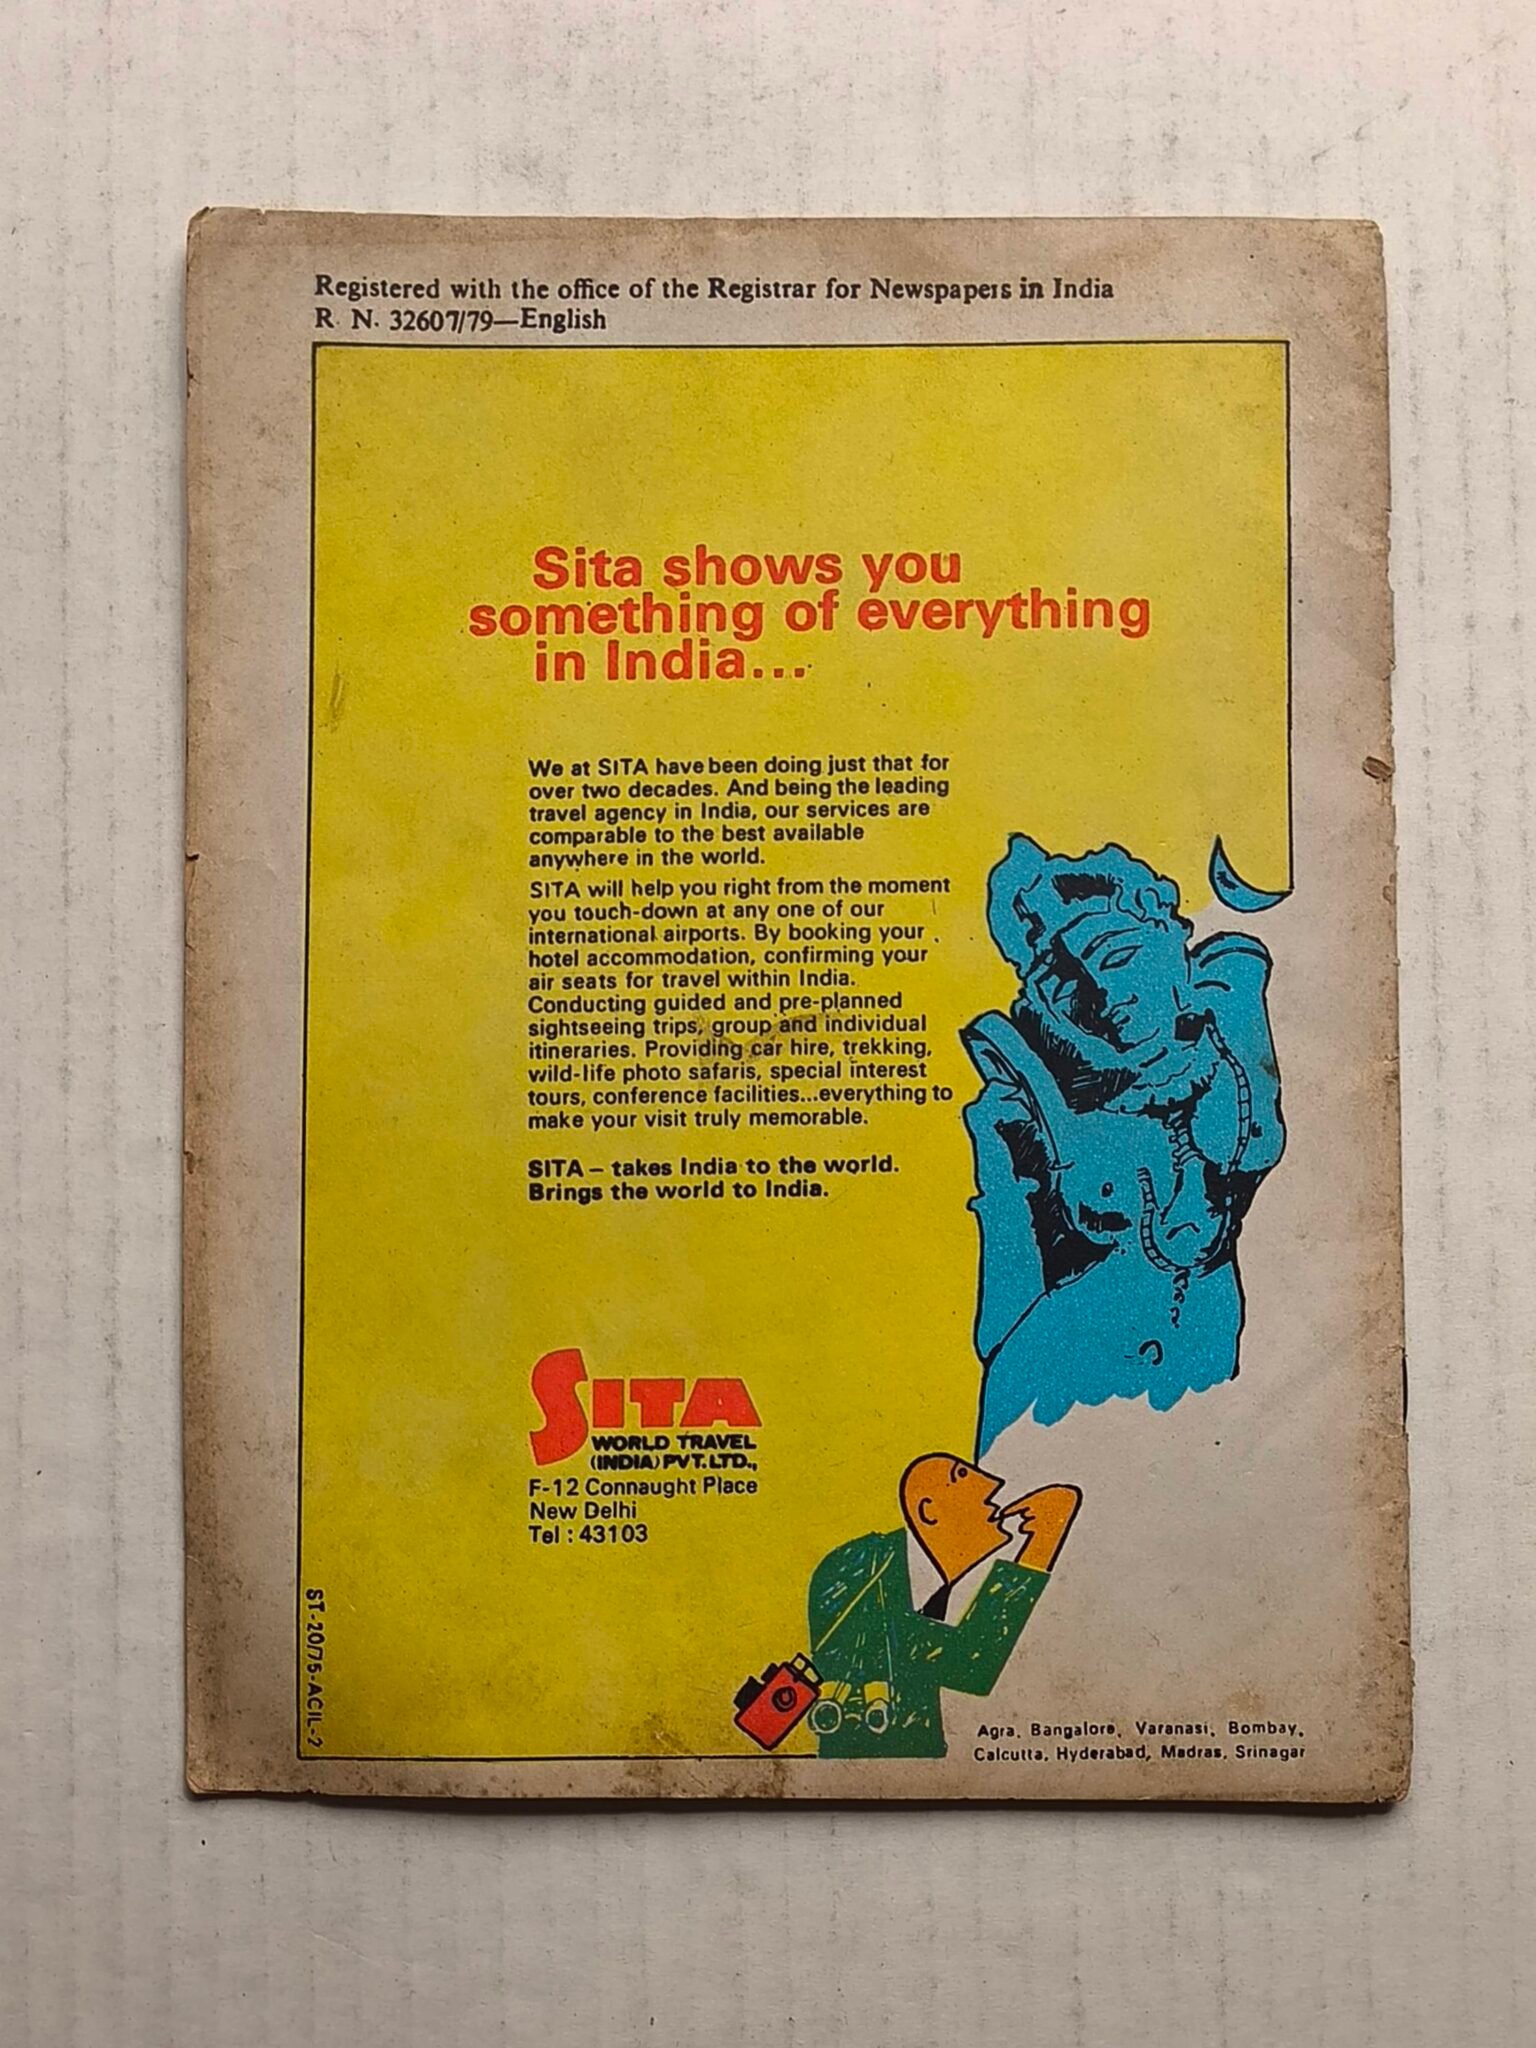 Registered with the office of the Registrar for Newspapers in India
R. N. 32607/79—English
Sita shows you
something of everything
in India...
We at SITA have been doing just that for
over two decades. And being the leading
travel agency in India, our services are
comparable to the best available
anywhere in the world.
SITA will help you right from the moment
you touch-down at any one of our
international airports. By booking your
hotel accommodation, confirming your
air seats for travel within India.
Conducting guided and pre-planned
sightseeing trips, group and individual
itineraries. Providing car hire, trekking,
wild-life photo safaris, special interest
tours, conference facilities...everything to
make your visit truly memorable.
SITA – takes India to the world.
Brings the world to India.
SITA
WORLD TRAVEL
(INDIA) PVT. LTD.,
F-12 Connaught Place
New Delhi
Tel : 43103
ST-20/75-ACIL-2
Agra, Bangalore, Varanasi, Bombay,
Calcutta, Hyderabad, Madras, Srinagar